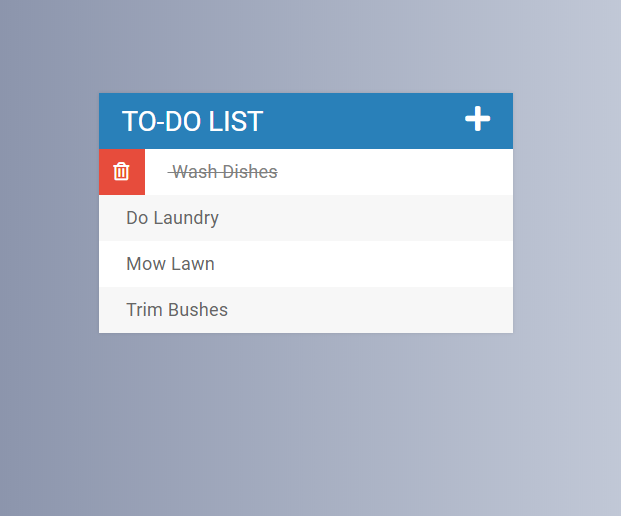 TO-DO LIST
Wash Dishes
Do Laundry
Mow Lawn
Trim Bushes